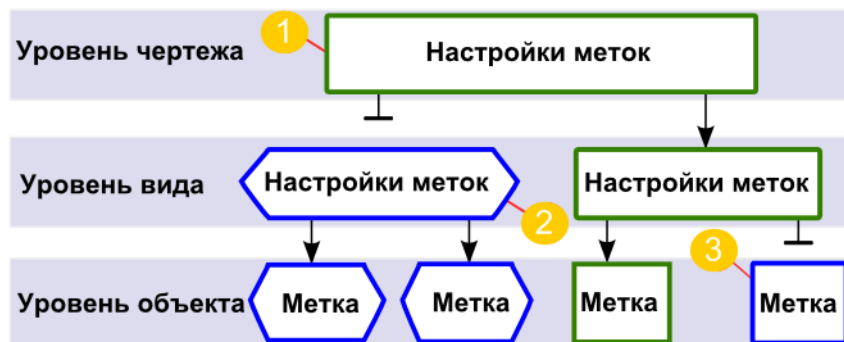 1
Уровень чертежа
Настройки меток
Уровень вида
Настройки меток
Настройки меток
2
3
Уровень объекта
Метка
Метка
Метка
Метка